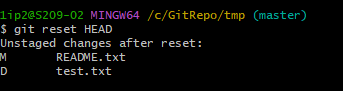 1ip2@S209-02 MINGW64 /c/GitRepo/tmp (master)
$ git reset HEAD
Unstaged changes after reset:
M       README.txt
D       test.txt